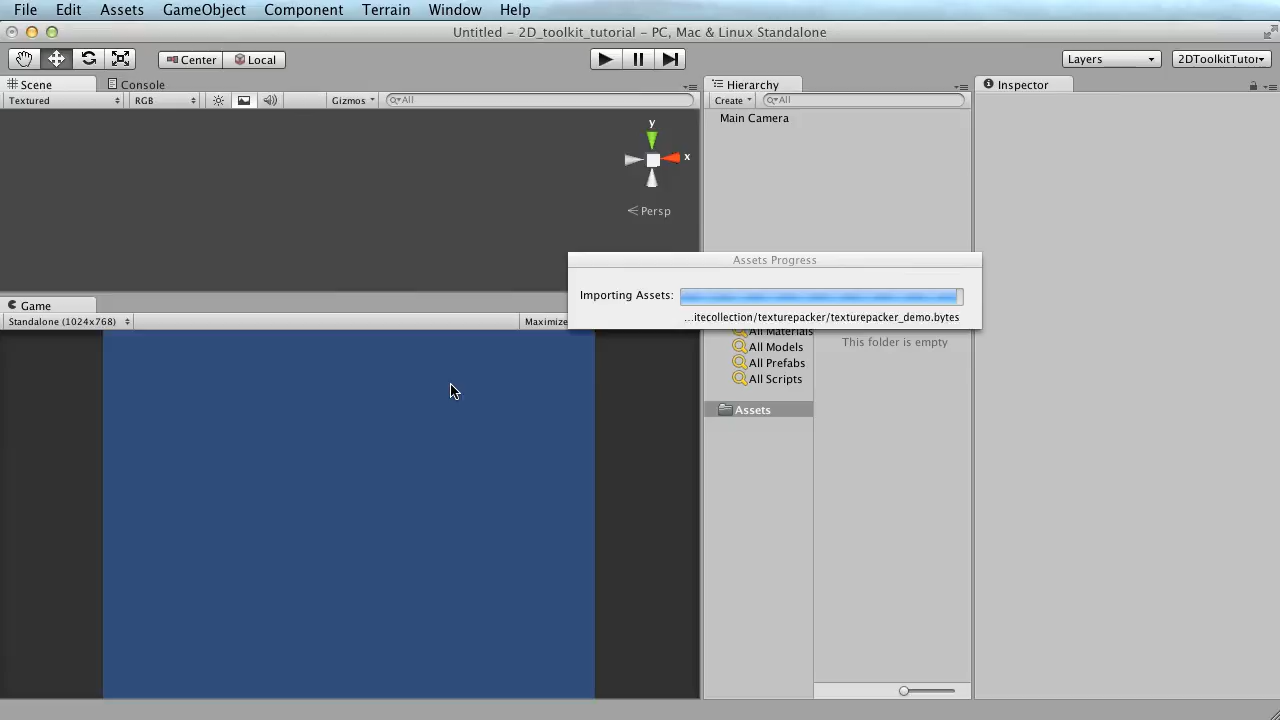 File Edit Assets GameObject Component Terrain Window Help
Untitled – 2D_toolkit_tutorial – PC, Mac & Linux Standalone
Center Local Layers 2DToolkitTutor
Scene Console Hierarchy Inspector
Textured RGB Gizmos All Create All
Main Camera
y
x
Persp
Assets Progress
Importing Assets:
...itecollection/texturepacker/texturepacker_demo.bytes
Game
Standalone (1024x768) Maximize
All Materials
All Models
This folder is empty
All Prefabs
All Scripts
Assets